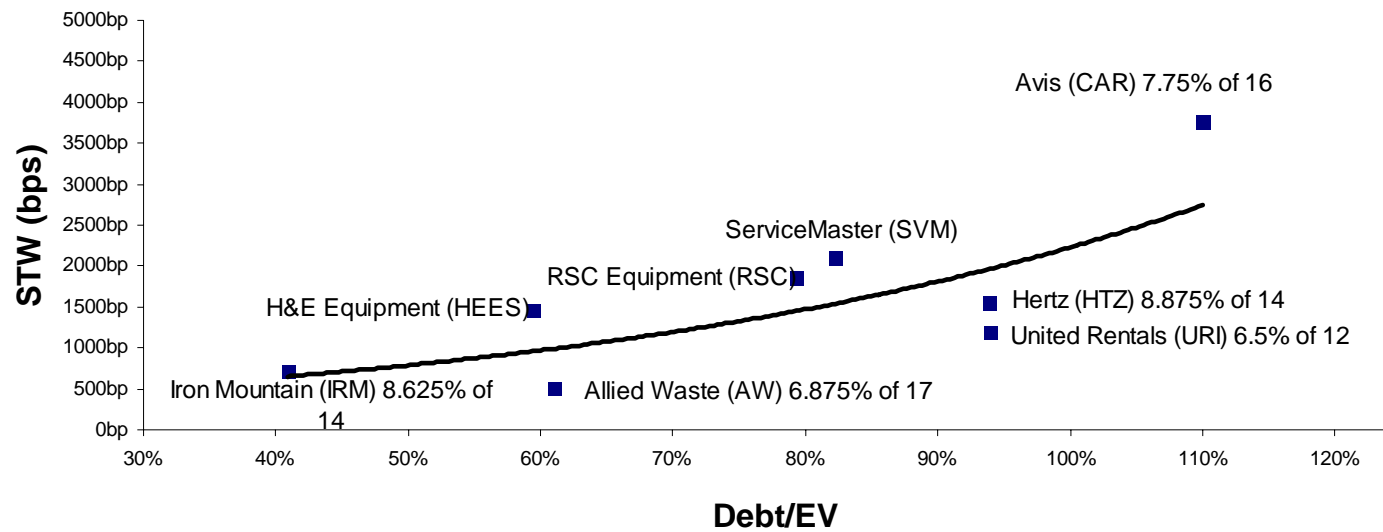 5000bp
4500bp
4000bp
3500bp
3000bp
2500bp
2000bp
1500bp
1000bp
500bp
0bp
STW (bps)
Avis (CAR) 7.75% of 16
ServiceMaster (SVM)
RSC Equipment (RSC)
H&E Equipment (HEES)
Hertz (HTZ) 8.875% of 14
United Rentals (URI) 6.5% of 12
Iron Mountain (IRM) 8.625% of
14
Allied Waste (AW) 6.875% of 17
30% 40% 50% 60% 70% 80% 90% 100% 110% 120%
Debt/EV